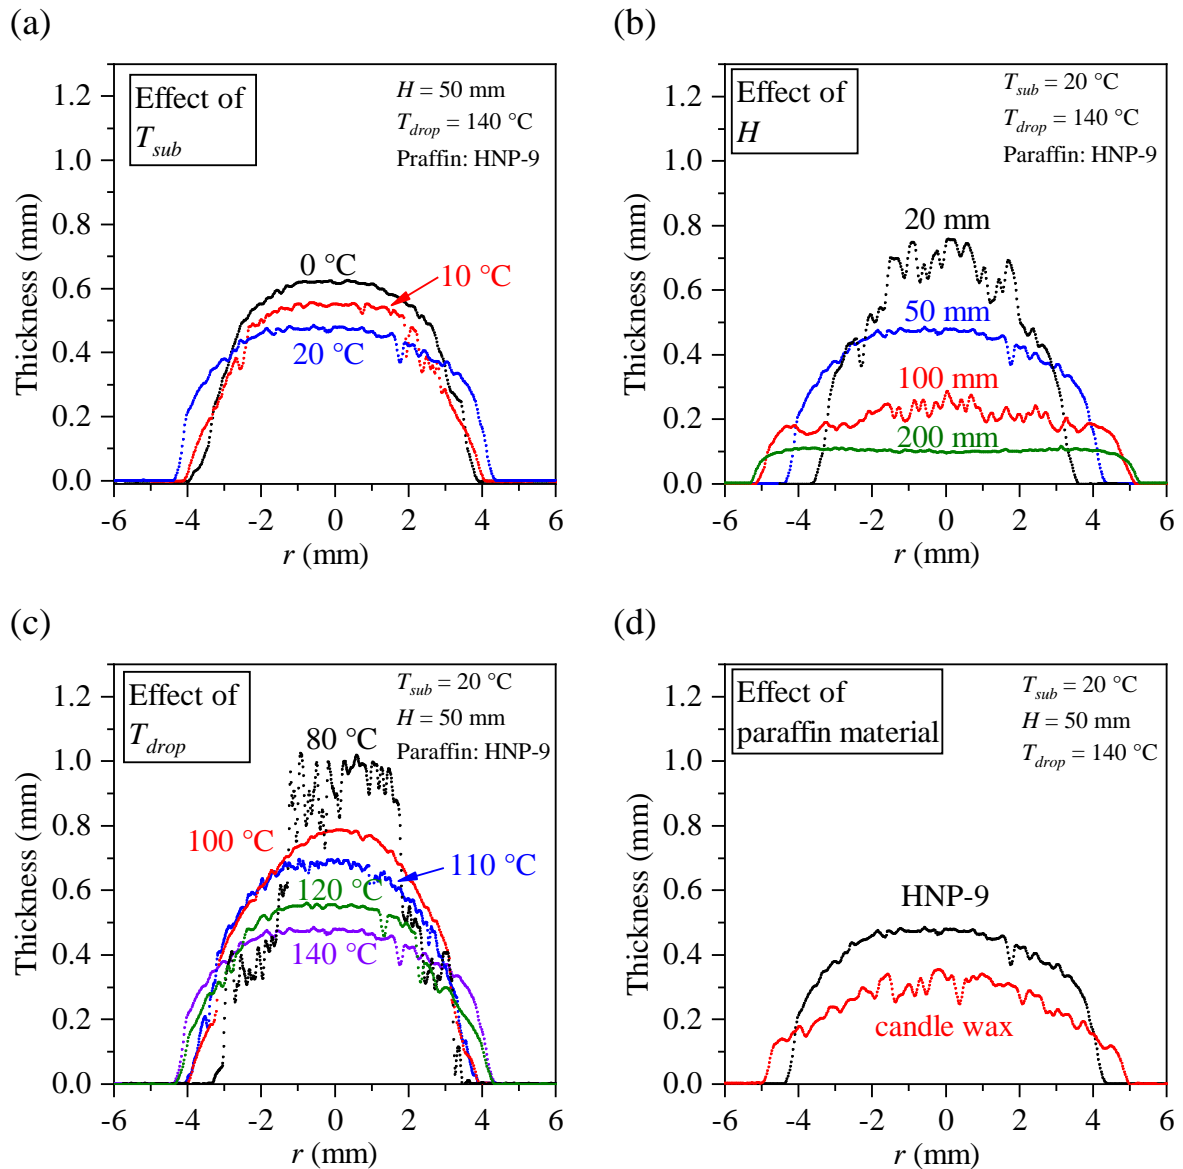 (a)
Effect of
T_sub
H = 50 mm
T_drop = 140 °C
Praffin: HNP-9
0 °C
10 °C
20 °C
Thickness (mm)
1.2
1.0
0.8
0.6
0.4
0.2
0.0
-6 -4 -2 0 2 4 6
r (mm)
(b)
Effect of
H
T_sub = 20 °C
T_drop = 140 °C
Paraffin: HNP-9
20 mm
50 mm
100 mm
200 mm
Thickness (mm)
1.2
1.0
0.8
0.6
0.4
0.2
0.0
-6 -4 -2 0 2 4 6
r (mm)
(c)
Effect of
T_drop
T_sub = 20 °C
H = 50 mm
Paraffin: HNP-9
80 °C
100 °C
110 °C
120 °C
140 °C
Thickness (mm)
1.2
1.0
0.8
0.6
0.4
0.2
0.0
-6 -4 -2 0 2 4 6
r (mm)
(d)
Effect of
paraffin material
T_sub = 20 °C
H = 50 mm
T_drop = 140 °C
HNP-9
candle wax
Thickness (mm)
1.2
1.0
0.8
0.6
0.4
0.2
0.0
-6 -4 -2 0 2 4 6
r (mm)